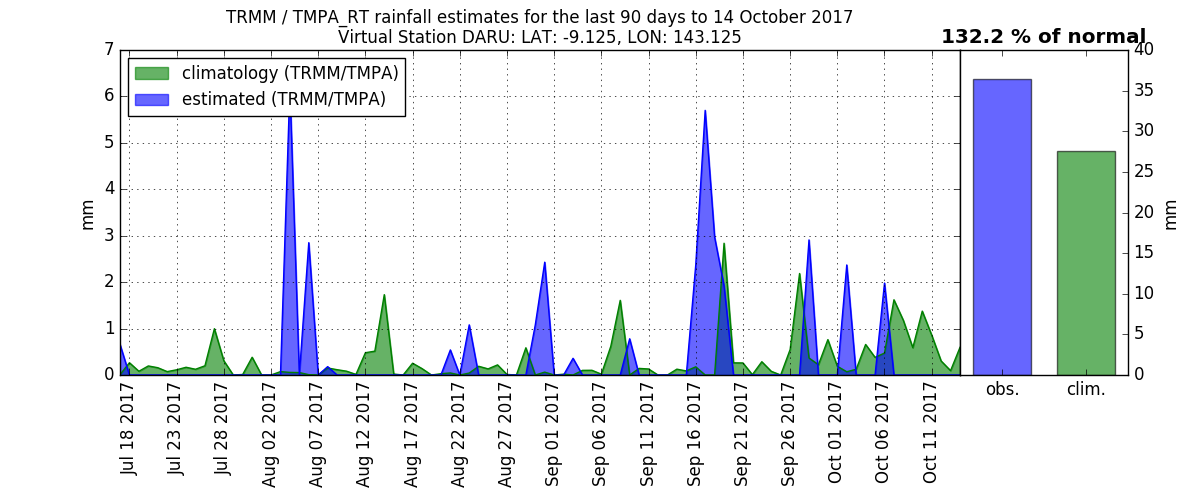 TRMM / TMPA_RT rainfall estimates for the last 90 days to 14 October 2017
Virtual Station DARU: LAT: -9.125, LON: 143.125
132.2 % of normal
climatology (TRMM/TMPA)
estimated (TRMM/TMPA)
mm
7
6
5
4
3
2
1
0
Jul 18 2017
Jul 23 2017
Jul 28 2017
Aug 02 2017
Aug 07 2017
Aug 12 2017
Aug 17 2017
Aug 22 2017
Aug 27 2017
Sep 01 2017
Sep 06 2017
Sep 11 2017
Sep 16 2017
Sep 21 2017
Sep 26 2017
Oct 01 2017
Oct 06 2017
Oct 11 2017
obs.
clim.
40
35
30
25
20
15
10
5
0
mm